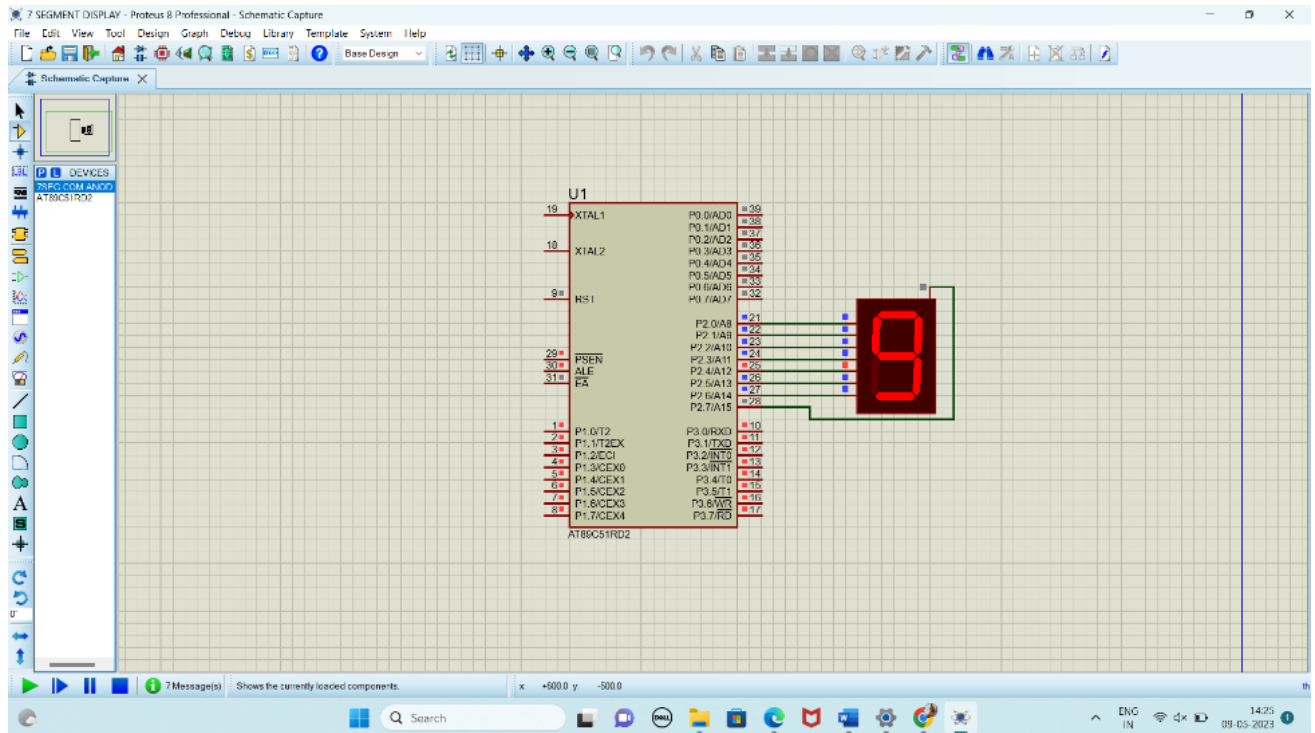 7 SEGMENT DISPLAY - Proteus 8 Professional - Schematic Capture
File Edit View Tool Design Graph Debug Library Template System Help
Base Design
Schematic Capture
P L DEVICES
7SEG COM ANOD
AT89C51RD2
LBL
A
S
0°
U1
19 XTAL1
18 XTAL2
9 RST
29 PSEN
30 ALE
31 EA
1 P1.0/T2
2 P1.1/T2EX
3 P1.2/ECI
4 P1.3/CEX0
5 P1.4/CEX1
6 P1.5/CEX2
7 P1.6/CEX3
8 P1.7/CEX4
P0.0/AD0 39
P0.1/AD1 38
P0.2/AD2 37
P0.3/AD3 36
P0.4/AD4 35
P0.5/AD5 34
P0.6/AD6 33
P0.7/AD7 32
P2.0/A8 21
P2.1/A9 22
P2.2/A10 23
P2.3/A11 24
P2.4/A12 25
P2.5/A13 26
P2.6/A14 27
P2.7/A15 28
P3.0/RXD 10
P3.1/TXD 11
P3.2/INT0 12
P3.3/INT1 13
P3.4/T0 14
P3.5/T1 15
P3.6/WR 16
P3.7/RD 17
AT89C51RD2
9
7 Message(s) Shows the currently loaded components. x +600.0 y -500.0 th
Search
DELL
ENG
IN
14:25
09-05-2023
1